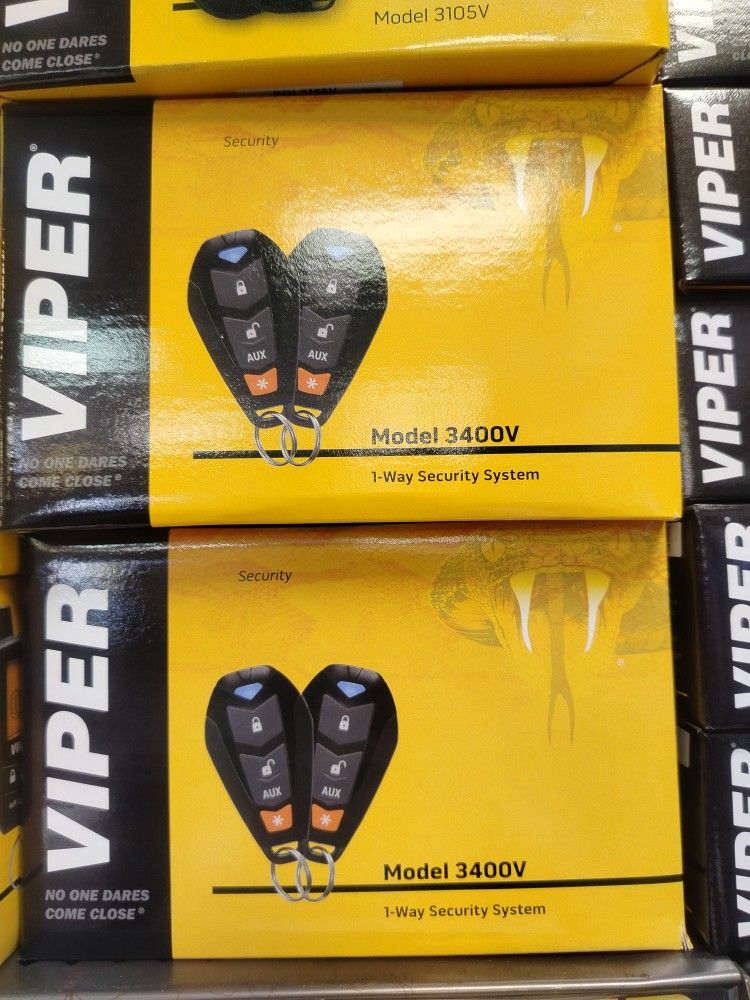 Model 3105V
NO ONE DARES
COME CLOSE®
VIPER®
Security
AUX
AUX
Model 3400V
1-Way Security System
NO ONE DARES
COME CLOSE®
VIPER
Security
AUX
AUX
Model 3400V
1-Way Security System
NO ONE DARES
COME CLOSE®
VIPER
VIPER
VIPER
VIPER